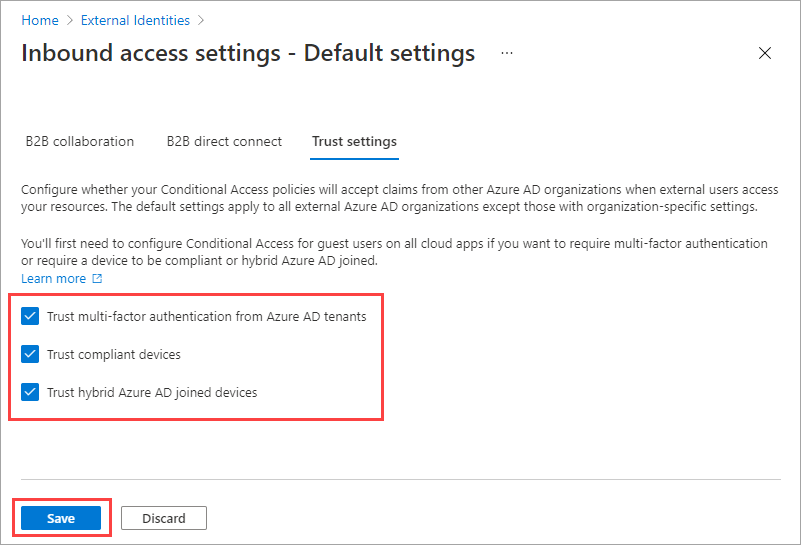 Home > External Identities >
Inbound access settings - Default settings ...
B2B collaboration B2B direct connect Trust settings
Configure whether your Conditional Access policies will accept claims from other Azure AD organizations when external users access
your resources. The default settings apply to all external Azure AD organizations except those with organization-specific settings.
You'll first need to configure Conditional Access for guest users on all cloud apps if you want to require multi-factor authentication
or require a device to be compliant or hybrid Azure AD joined.
Learn more
Trust multi-factor authentication from Azure AD tenants
Trust compliant devices
Trust hybrid Azure AD joined devices
Save Discard